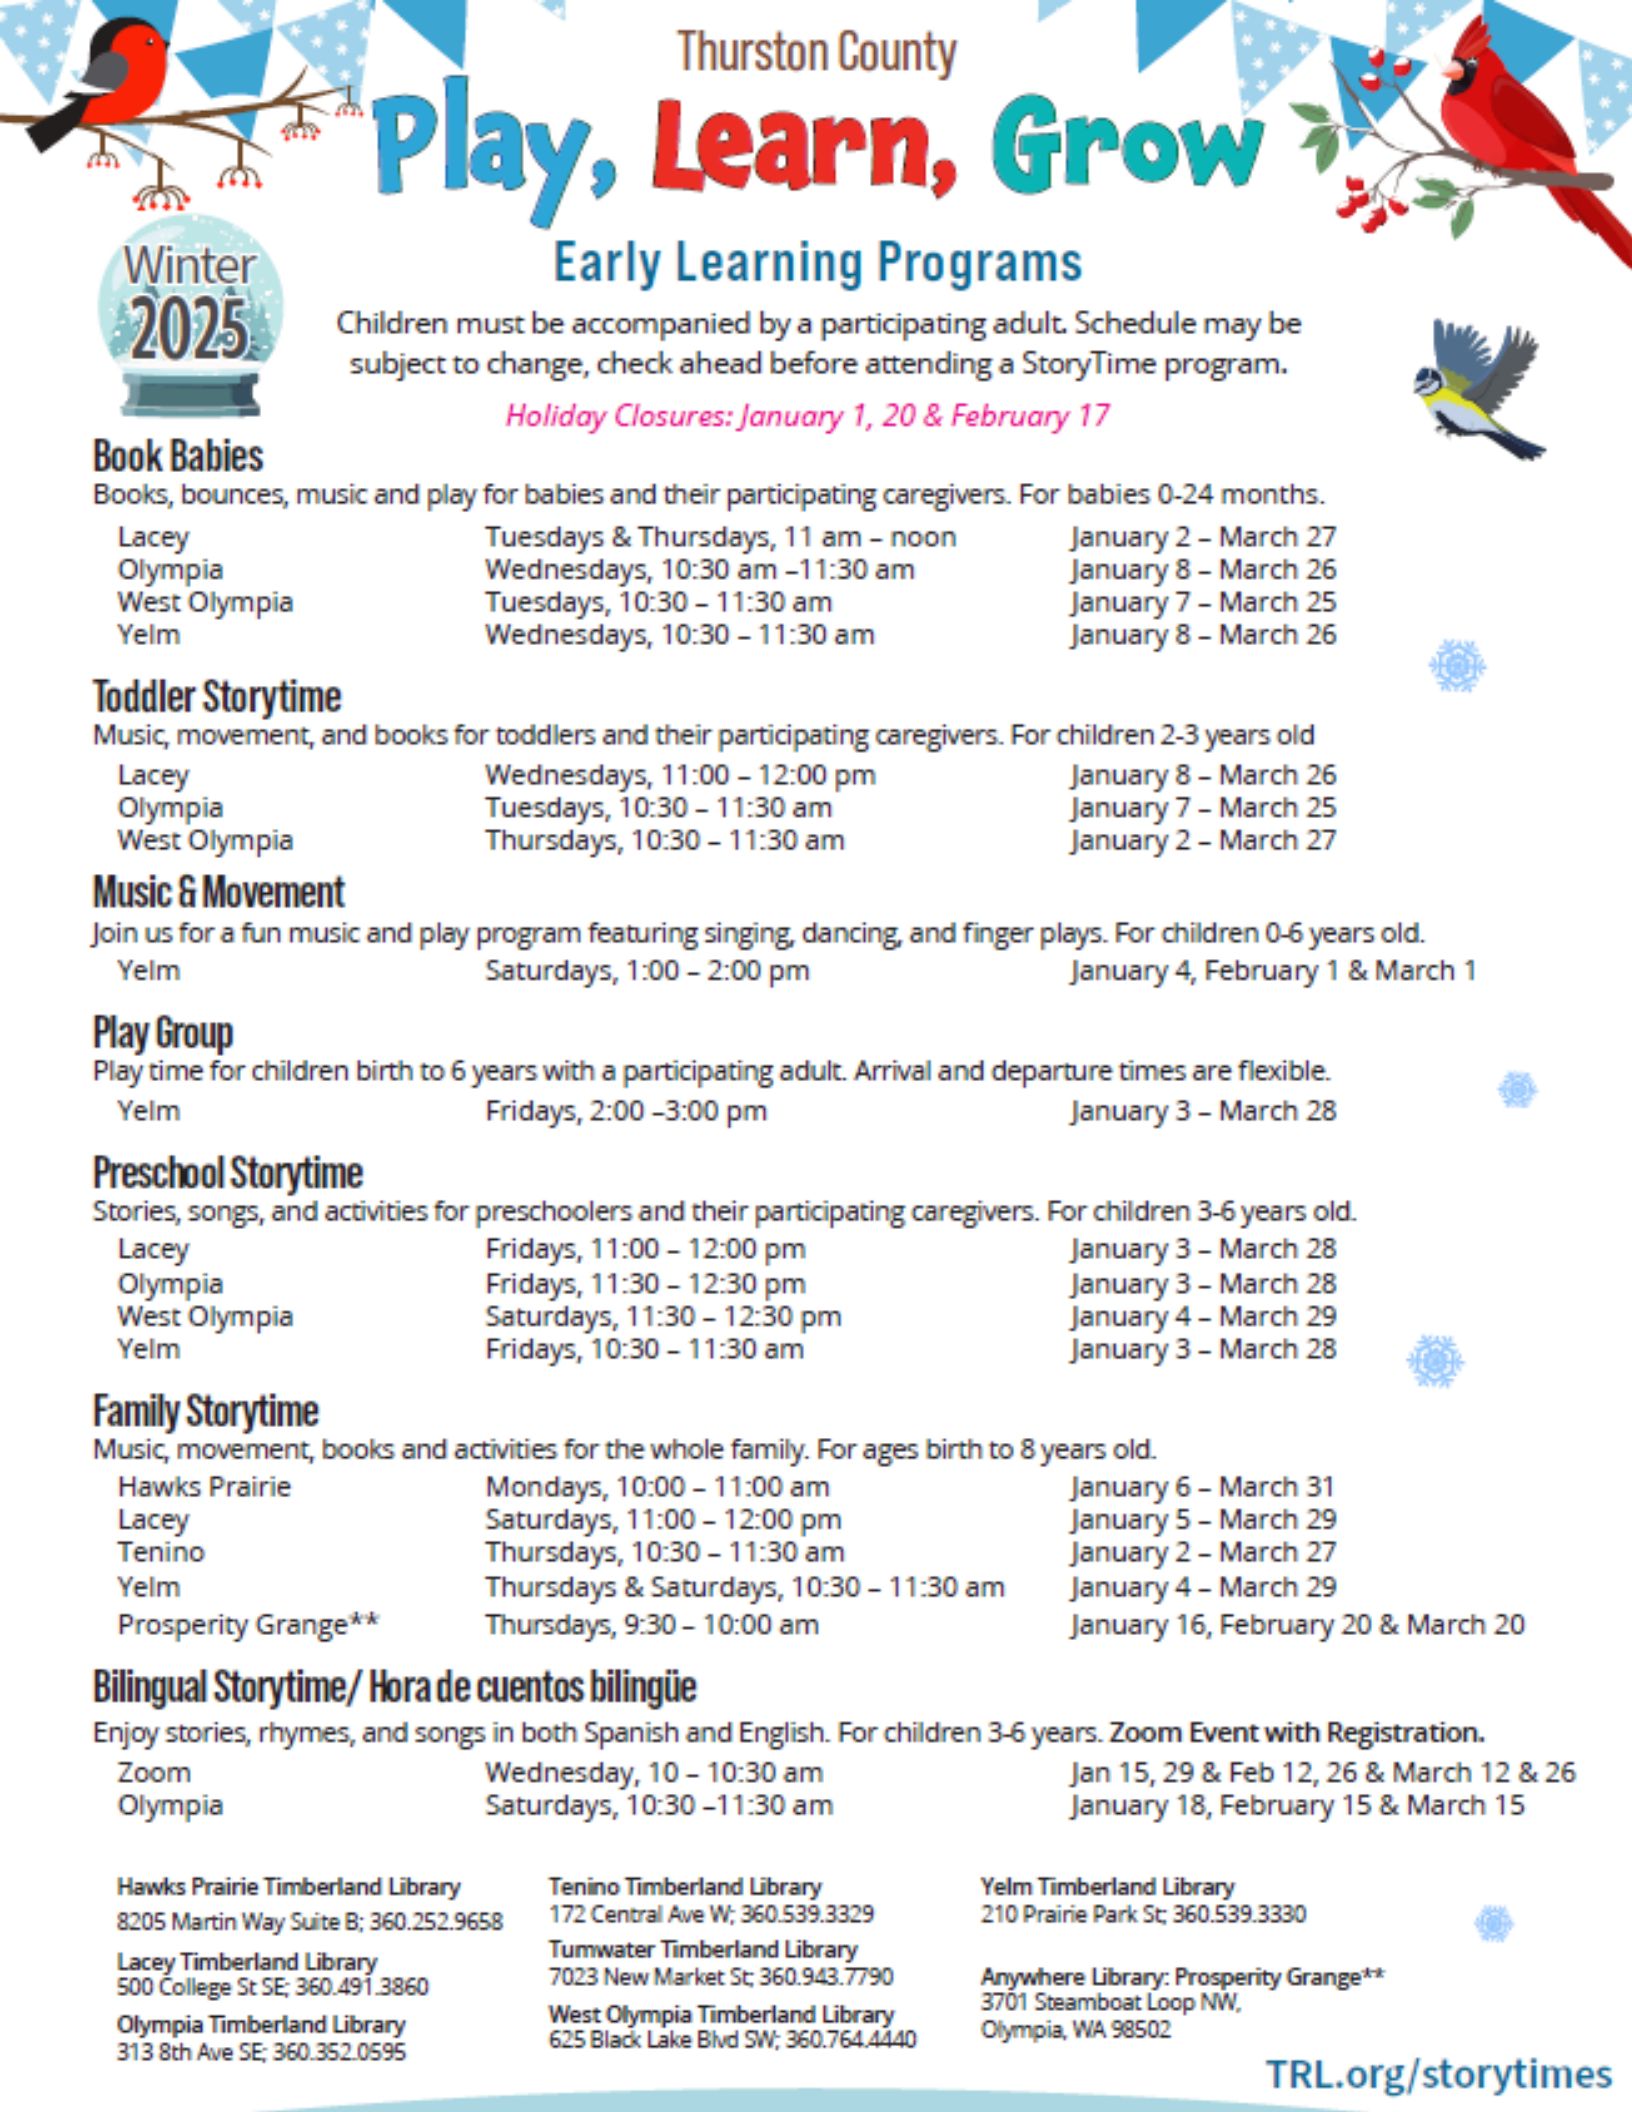 Thurston County
Play, Learn, Grow
Winter
2025
Early Learning Programs
Children must be accompanied by a participating adult. Schedule may be
subject to change, check ahead before attending a StoryTime program.
Holiday Closures: January 1, 20 & February 17
Book Babies
Books, bounces, music and play for babies and their participating caregivers. For babies 0-24 months.
Lacey Tuesdays & Thursdays, 11 am – noon January 2 – March 27
Olympia Wednesdays, 10:30 am –11:30 am January 8 – March 26
West Olympia Tuesdays, 10:30 – 11:30 am January 7 – March 25
Yelm Wednesdays, 10:30 – 11:30 am January 8 – March 26
Toddler Storytime
Music, movement, and books for toddlers and their participating caregivers. For children 2-3 years old
Lacey Wednesdays, 11:00 – 12:00 pm January 8 – March 26
Olympia Tuesdays, 10:30 – 11:30 am January 7 – March 25
West Olympia Thursdays, 10:30 – 11:30 am January 2 – March 27
Music & Movement
Join us for a fun music and play program featuring singing, dancing, and finger plays. For children 0-6 years old.
Yelm Saturdays, 1:00 – 2:00 pm January 4, February 1 & March 1
Play Group
Play time for children birth to 6 years with a participating adult. Arrival and departure times are flexible.
Yelm Fridays, 2:00 –3:00 pm January 3 – March 28
Preschool Storytime
Stories, songs, and activities for preschoolers and their participating caregivers. For children 3-6 years old.
Lacey Fridays, 11:00 – 12:00 pm January 3 – March 28
Olympia Fridays, 11:30 – 12:30 pm January 3 – March 28
West Olympia Saturdays, 11:30 – 12:30 pm January 4 – March 29
Yelm Fridays, 10:30 – 11:30 am January 3 – March 28
Family Storytime
Music, movement, books and activities for the whole family. For ages birth to 8 years old.
Hawks Prairie Mondays, 10:00 – 11:00 am January 6 – March 31
Lacey Saturdays, 11:00 – 12:00 pm January 5 – March 29
Tenino Thursdays, 10:30 – 11:30 am January 2 – March 27
Yelm Thursdays & Saturdays, 10:30 – 11:30 am January 4 – March 29
Prosperity Grange** Thursdays, 9:30 – 10:00 am January 16, February 20 & March 20
Bilingual Storytime/ Hora de cuentos bilingüe
Enjoy stories, rhymes, and songs in both Spanish and English. For children 3-6 years. Zoom Event with Registration.
Zoom Wednesday, 10 – 10:30 am Jan 15, 29 & Feb 12, 26 & March 12 & 26
Olympia Saturdays, 10:30 –11:30 am January 18, February 15 & March 15
Hawks Prairie Timberland Library
8205 Martin Way Suite B; 360.252.9658
Lacey Timberland Library
500 College St SE; 360.491.3860
Olympia Timberland Library
313 8th Ave SE; 360.352.0595
Tenino Timberland Library
172 Central Ave W; 360.539.3329
Tumwater Timberland Library
7023 New Market St; 360.943.7790
West Olympia Timberland Library
625 Black Lake Blvd SW; 360.764.4440
Yelm Timberland Library
210 Prairie Park St; 360.539.3330
Anywhere Library: Prosperity Grange**
3701 Steamboat Loop NW,
Olympia, WA 98502
TRL.org/storytimes